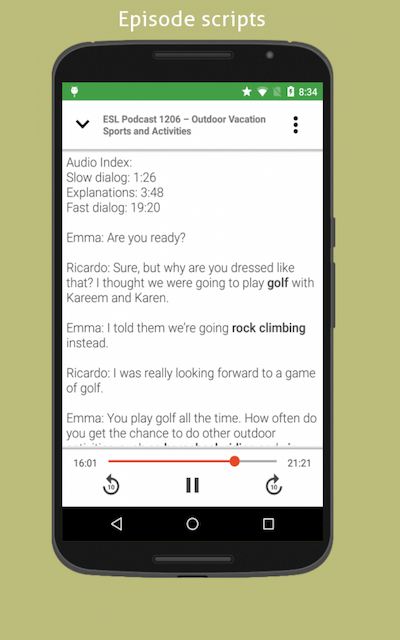 Episode scripts
8:34
ESL Podcast 1206 – Outdoor Vacation
Sports and Activities
Audio Index:
Slow dialog: 1:26
Explanations: 3:48
Fast dialog: 19:20
Emma: Are you ready?
Ricardo: Sure, but why are you dressed like
that? I thought we were going to play golf with
Kareem and Karen.
Emma: I told them we're going rock climbing
instead.
Ricardo: I was really looking forward to a game
of golf.
Emma: You play golf all the time. How often do
you get the chance to do other outdoor
16:01
21:21
10
10